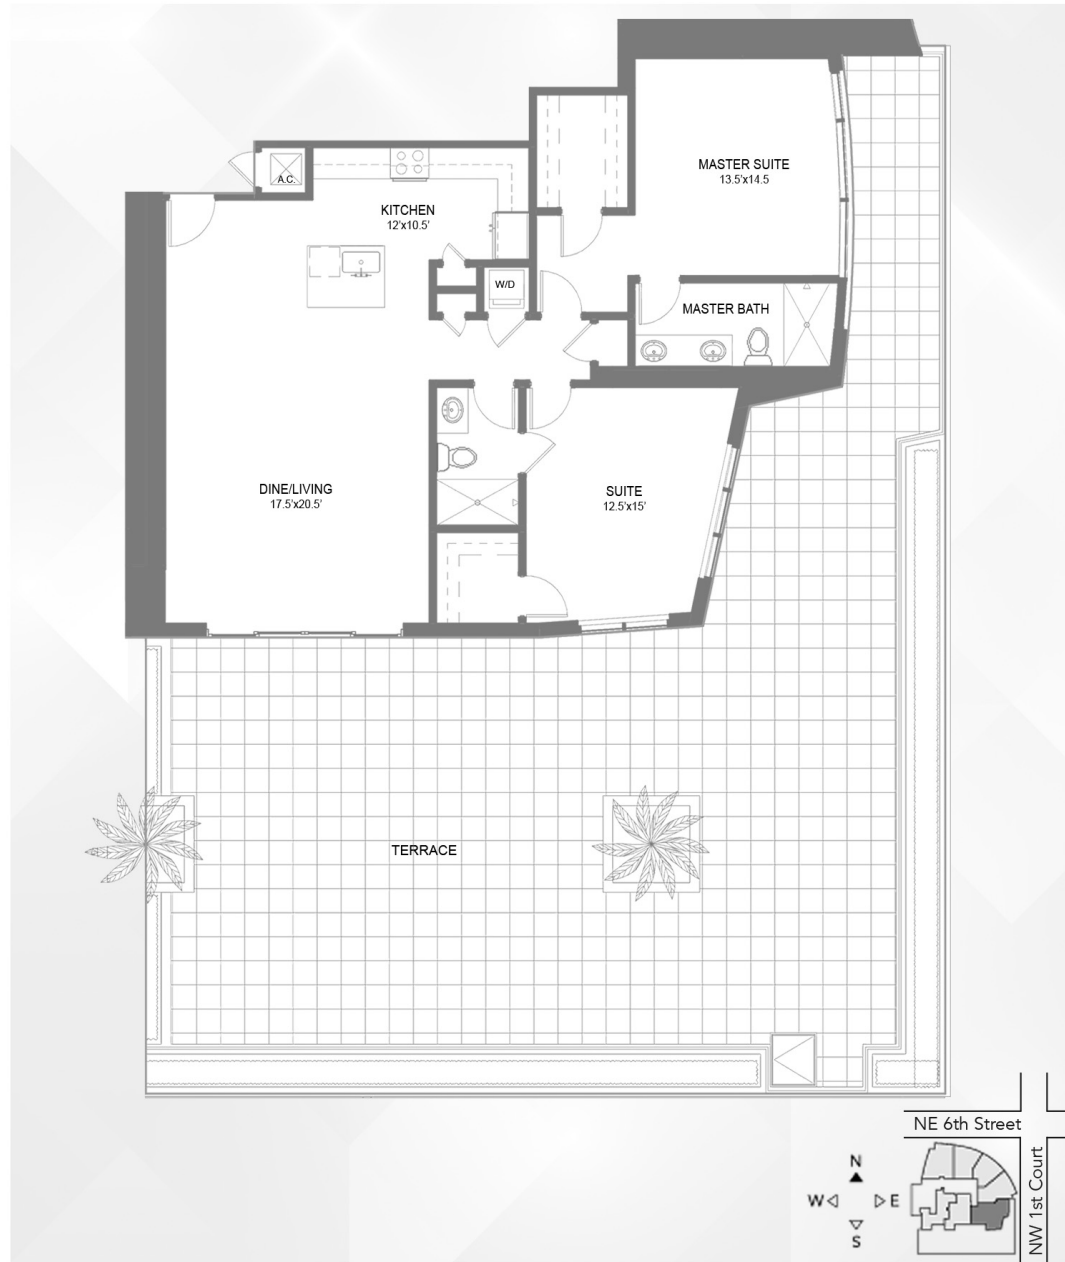 MASTER SUITE
13.5'x14.5
A.C.
KITCHEN
12'x10.5'
W/D
MASTER BATH
DINE/LIVING
17.5'x20.5'
SUITE
12.5'x15'
TERRACE
NE 6th Street
NW 1st Court
N
W
E
S